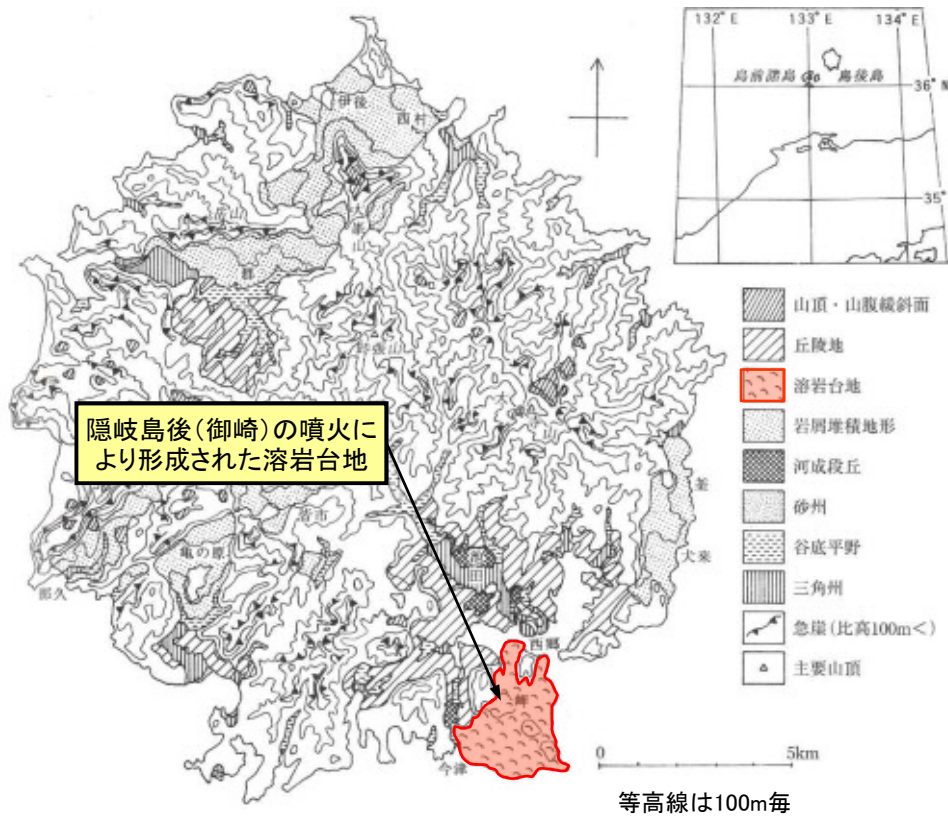 132°E
133°E
134°E
島前諸島
島後島
36°N
35°
伊後
西村
山頂・山腹緩斜面
丘陵地
溶岩台地
岩屑堆積地形
河成段丘
砂州
谷底平野
三角州
急崖(比高100m<)
主要山頂
隠岐島後(御崎)の噴火に
より形成された溶岩台地
亀の原
釜
犬来
都久
西郷
岬
今津
0 5km
等高線は100m毎